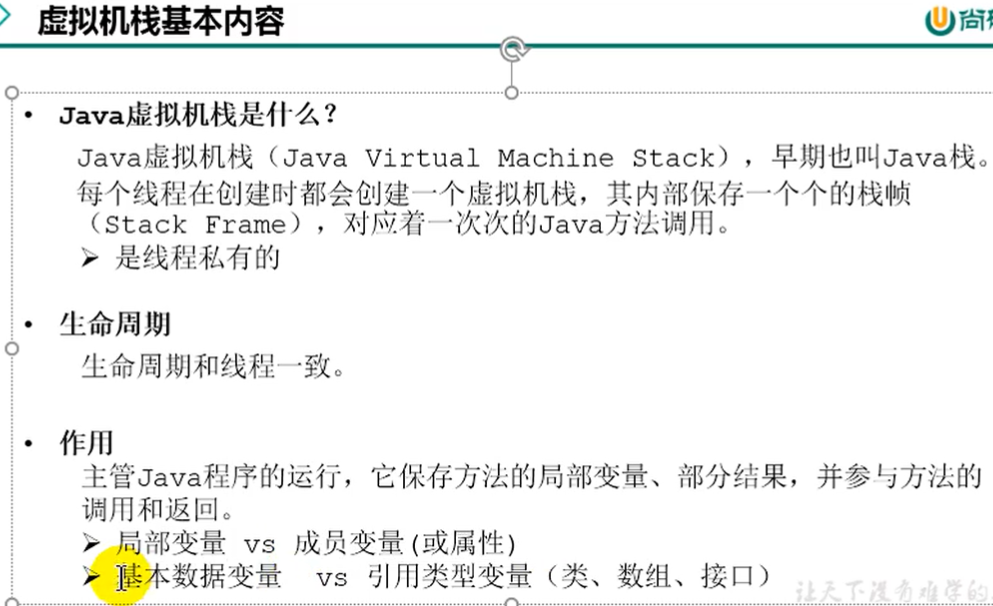 虚拟机栈基本内容
尚
• Java虚拟机栈是什么？
Java虚拟机栈（Java Virtual Machine Stack），早期也叫Java栈。
每个线程在创建时都会创建一个虚拟机栈，其内部保存一个个的栈帧
（Stack Frame），对应着一次次的Java方法调用。
➢ 是线程私有的
• 生命周期
生命周期和线程一致。
• 作用
主管Java程序的运行，它保存方法的局部变量、部分结果，并参与方法的
调用和返回。
➢ 局部变量 vs 成员变量(或属性)
➢ 基本数据变量 vs 引用类型变量（类、数组、接口）
让天下没有难学的